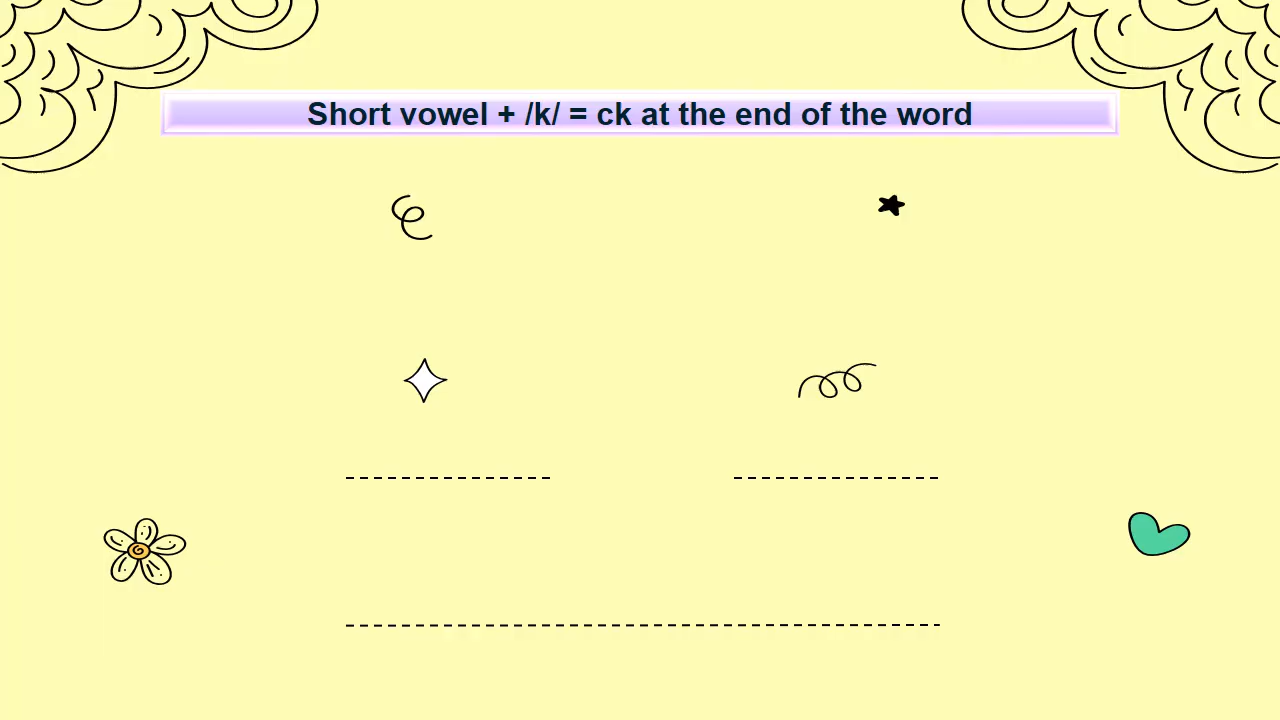 Short vowel + /k/ = ck at the end of the word